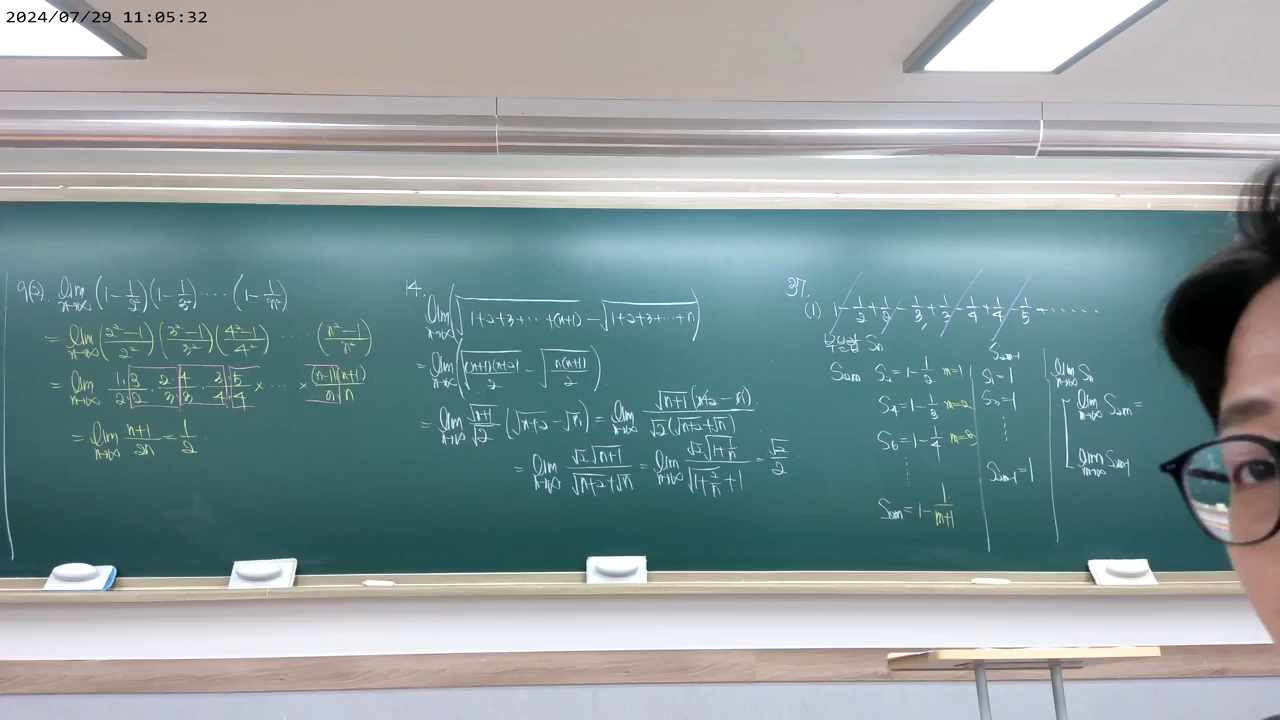 2024/07/29 11:05:32
9(2). lim n→∞ (1-1/2²)(1-1/3²)⋯⋯(1-1/n²)
= lim n→∞ ((2²-1)/2²)((3²-1)/3²)((4²-1)/4²)⋯⋯((n²-1)/n²)
= lim n→∞ 1/2·3/2·2/3·4/3·3/4·5/4×⋯×(n-1)/n (n+1)/n
= lim n→∞ (n+1)/2n = 1/2
14.
lim n→∞ (√(1+2+3+⋯+(n+1)) - √(1+2+3+⋯+n))
= lim n→∞ (√((n+1)(n+2)/2) - √(n(n+1)/2))
= lim n→∞ √(n+1)/√2 (√(n+2)-√n) = lim n→∞ √(n+1)(n+2-n)/√2(√(n+2)+√n)
= lim n→∞ √2√(n+1)/(√(n+2)+√n) = lim n→∞ √2√(1+1/n)/(√(1+2/n)+1) = √2/2
37.
(1) 1-1/2+1/2-1/3+1/3-1/4+1/4-1/5+⋯⋯
부분합 Sn
S2m
S2=1-1/2 m=1
S4=1-1/3 m=2
S6=1-1/4 m=3
⋮
S2m=1-1/(m+1)
S2m-1
S1=1
S3=1
⋮
S2m-1=1
lim n→∞ Sn
lim m→∞ S2m=
lim m→∞ S2m-1